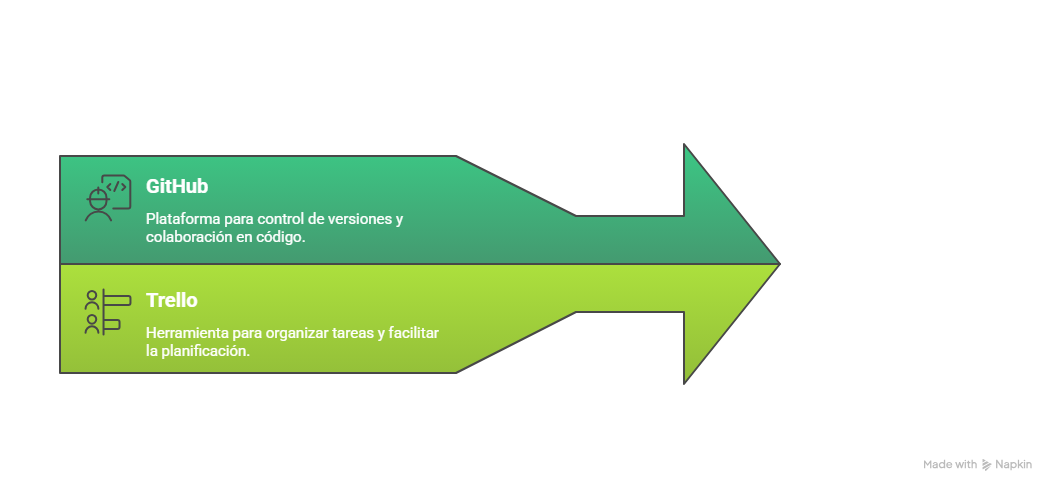 GitHub
Plataforma para control de versiones y
colaboración en código.
Trello
Herramienta para organizar tareas y facilitar
la planificación.
Made with Napkin